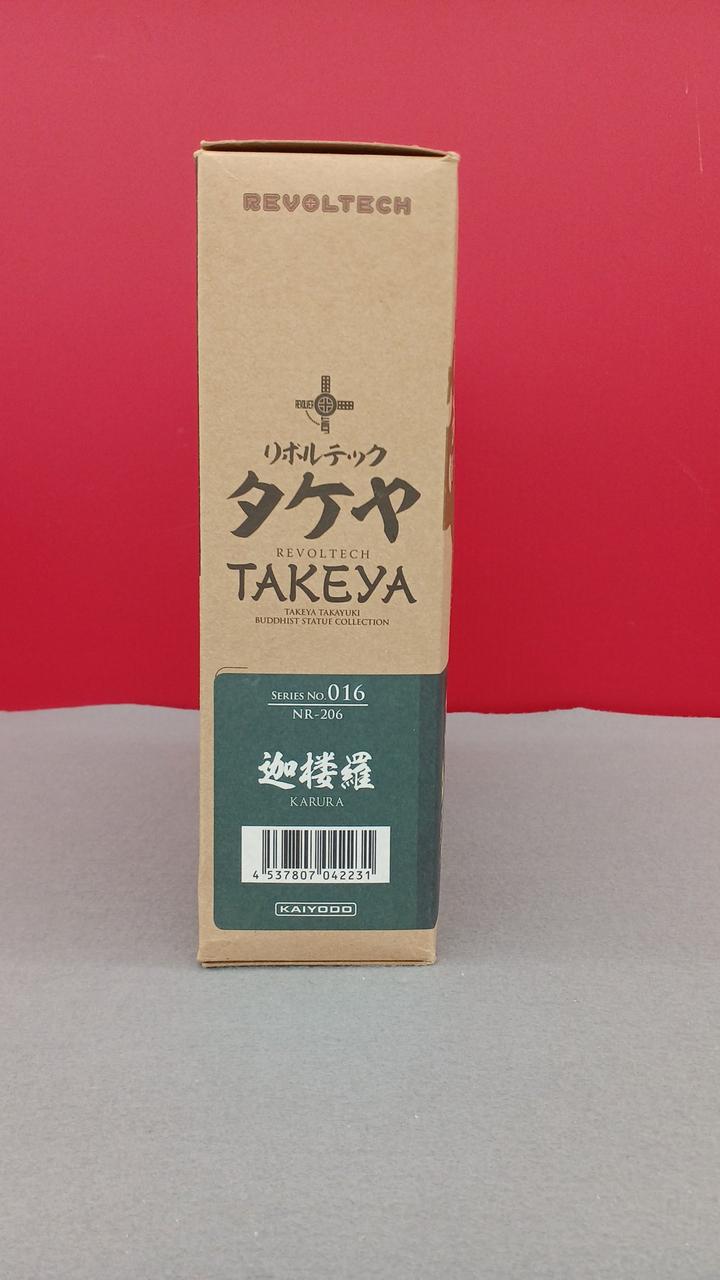 REVOLTECH
REVOLVER
リボルテック
タケヤ
REVOLTECH
TAKEYA
TAKEYA TAKAYUKI
BUDDHIST STATUE COLLECTION
SERIES NO.016
NR-206
迦楼羅
KARURA
4 537807 042231
KAIYODO